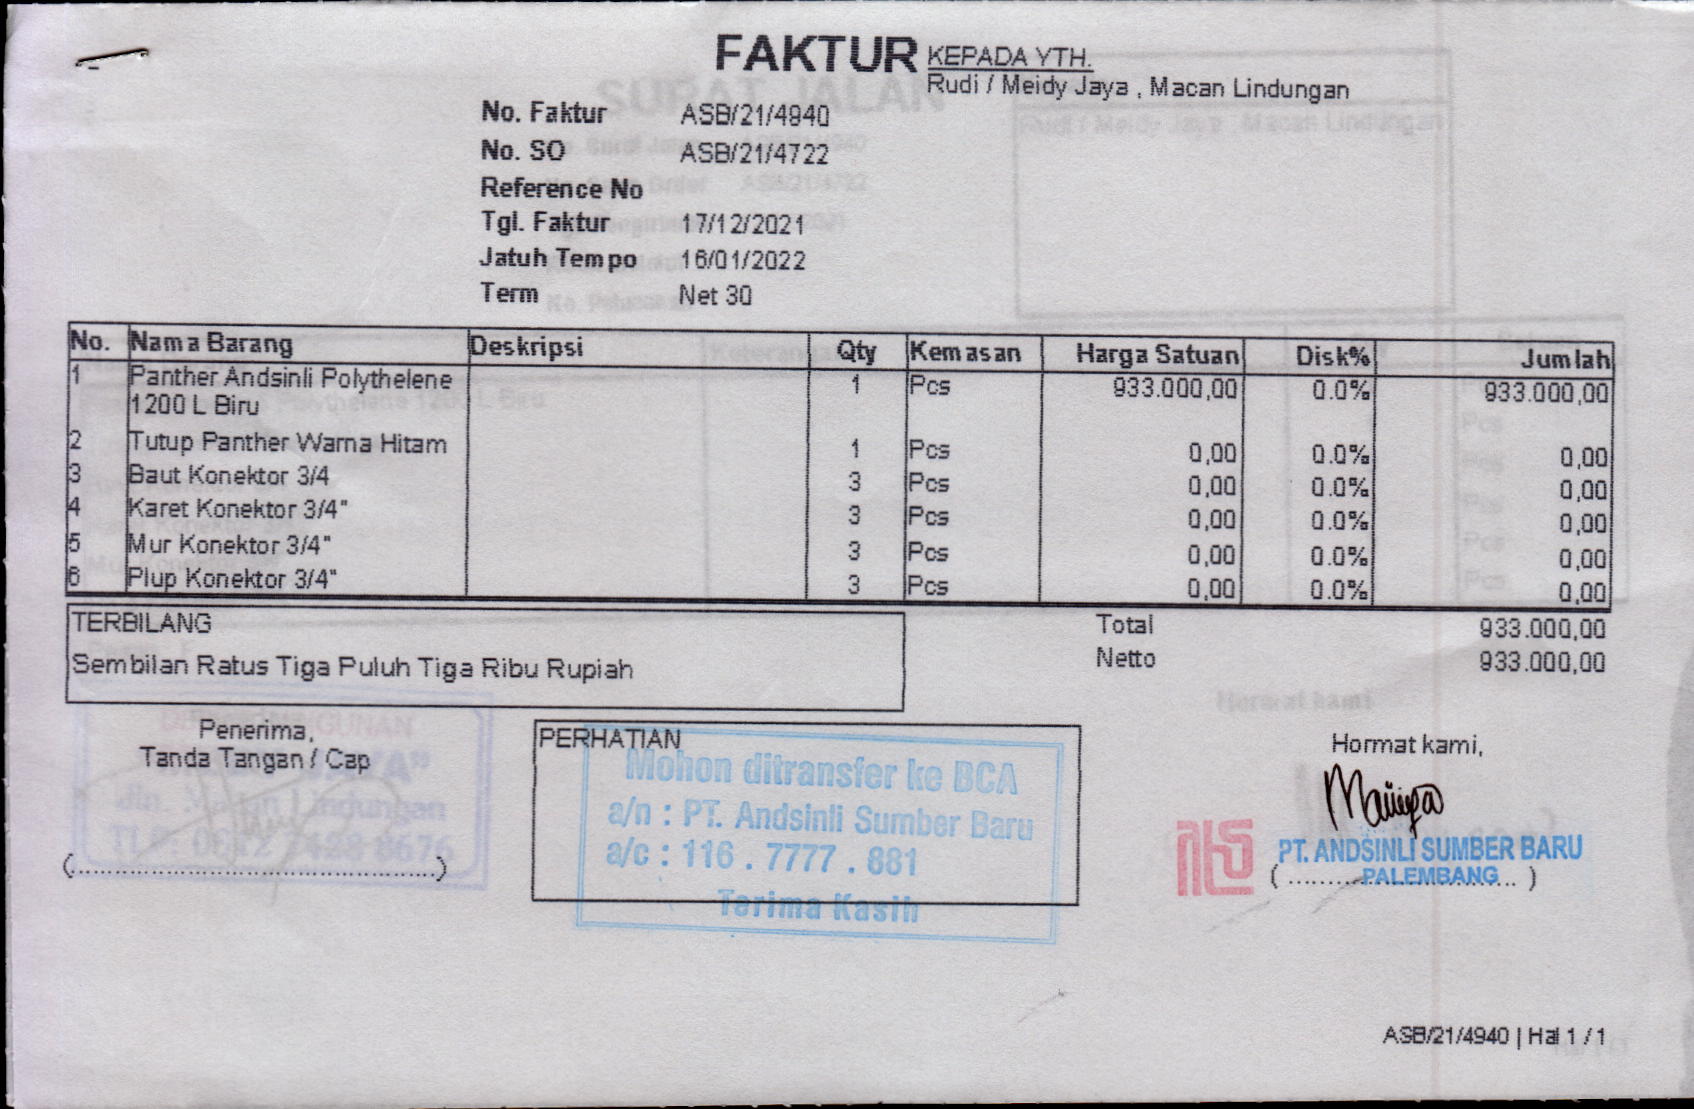 FAKTUR
KEPADA YTH.
Rudi / Meidy Jaya , Macan Lindungan
No. Faktur ASB/21/4940
No. SO ASB/21/4722
Reference No
Tgl. Faktur 17/12/2021
Jatuh Tempo 16/01/2022
Term Net 30
No. Nama Barang Deskripsi Qty Kemasan Harga Satuan Disk% Jumlah
1 Panther Andsinli Polythelene 1 Pcs 933.000,00 0.0% 933.000,00
1200 L Biru
2 Tutup Panther Warna Hitam 1 Pcs 0,00 0.0% 0,00
3 Baut Konektor 3/4 3 Pcs 0,00 0.0% 0,00
4 Karet Konektor 3/4" 3 Pcs 0,00 0.0% 0,00
5 Mur Konektor 3/4" 3 Pcs 0,00 0.0% 0,00
6 Plup Konektor 3/4" 3 Pcs 0,00 0.0% 0,00
TERBILANG
Sembilan Ratus Tiga Puluh Tiga Ribu Rupiah
Total 933.000,00
Netto 933.000,00
Penerima,
Tanda Tangan / Cap
(..................................................)
PERHATIAN
Mohon ditransfer ke BCA
a/n : PT. Andsinli Sumber Baru
a/c : 116 . 7777 . 881
Terima Kasih
Hormat kami,
PT. ANDSINLI SUMBER BARU
PALEMBANG
ASB/21/4940 | Hal 1 / 1
SURAT JALAN